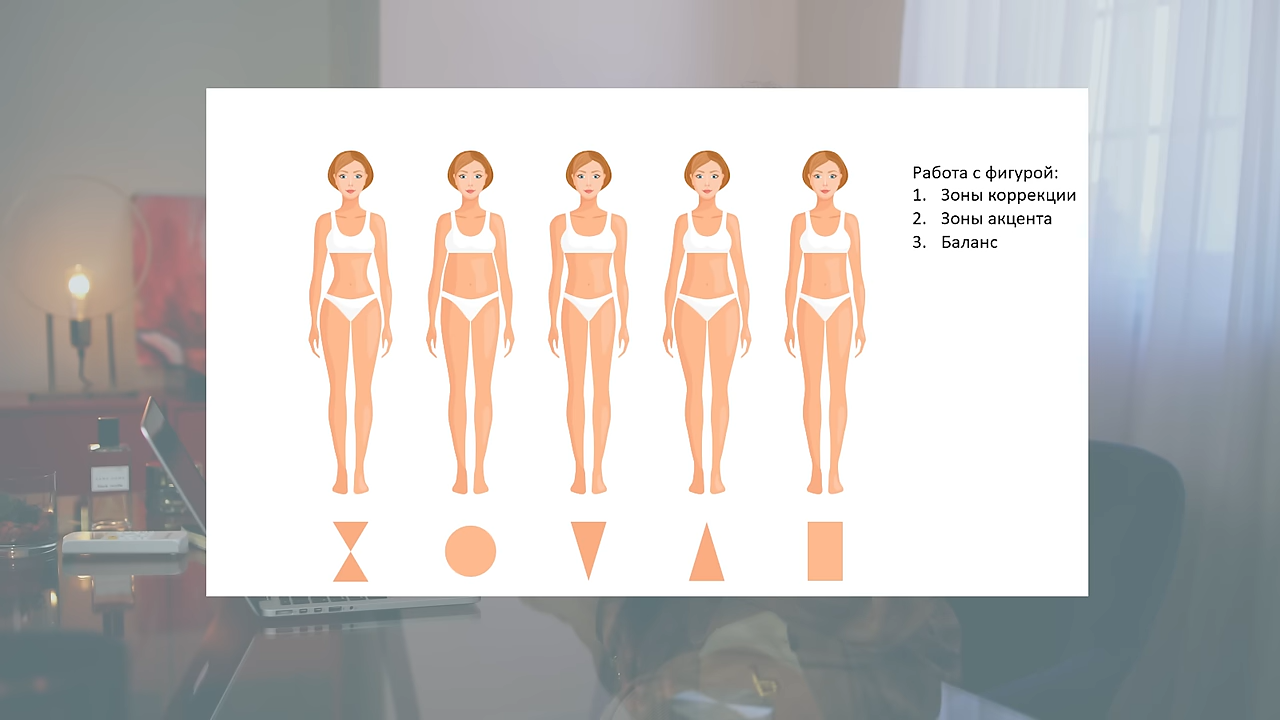 Работа с фигурой:
1. Зоны коррекции
2. Зоны акцента
3. Баланс